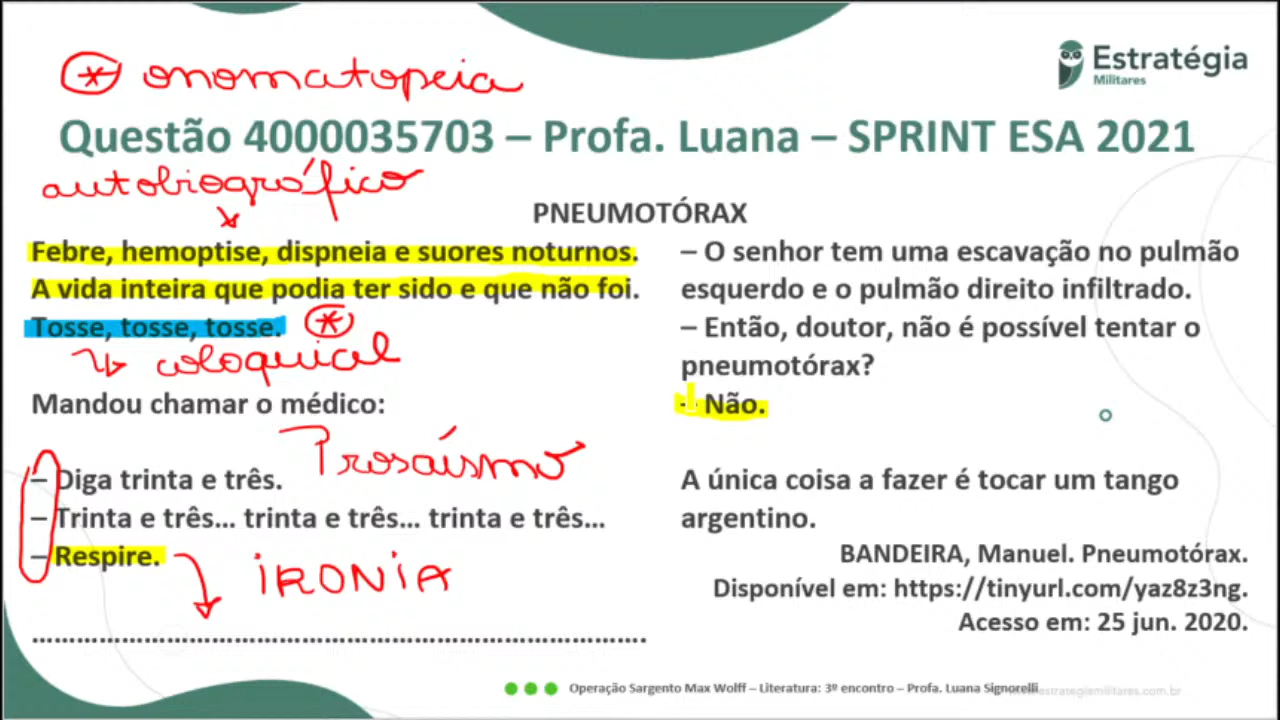 * onomatopeia
Estratégia
Militares
Questão 4000035703 – Profa. Luana – SPRINT ESA 2021
autobiográfico
PNEUMOTÓRAX
Febre, hemoptise, dispneia e suores noturnos.
A vida inteira que podia ter sido e que não foi.
Tosse, tosse, tosse. *
coloquial
Mandou chamar o médico:
Prosaísmo
– Diga trinta e três.
– Trinta e três... trinta e três... trinta e três...
– Respire.
IRONIA
...............................................................................
– O senhor tem uma escavação no pulmão
esquerdo e o pulmão direito infiltrado.
– Então, doutor, não é possível tentar o
pneumotórax?
– Não.
A única coisa a fazer é tocar um tango
argentino.
BANDEIRA, Manuel. Pneumotórax.
Disponível em: https://tinyurl.com/yaz8z3ng.
Acesso em: 25 jun. 2020.
Operação Sargento Max Wolff – Literatura: 3º encontro – Profa. Luana Signorelli
estrategiamilitares.com.br